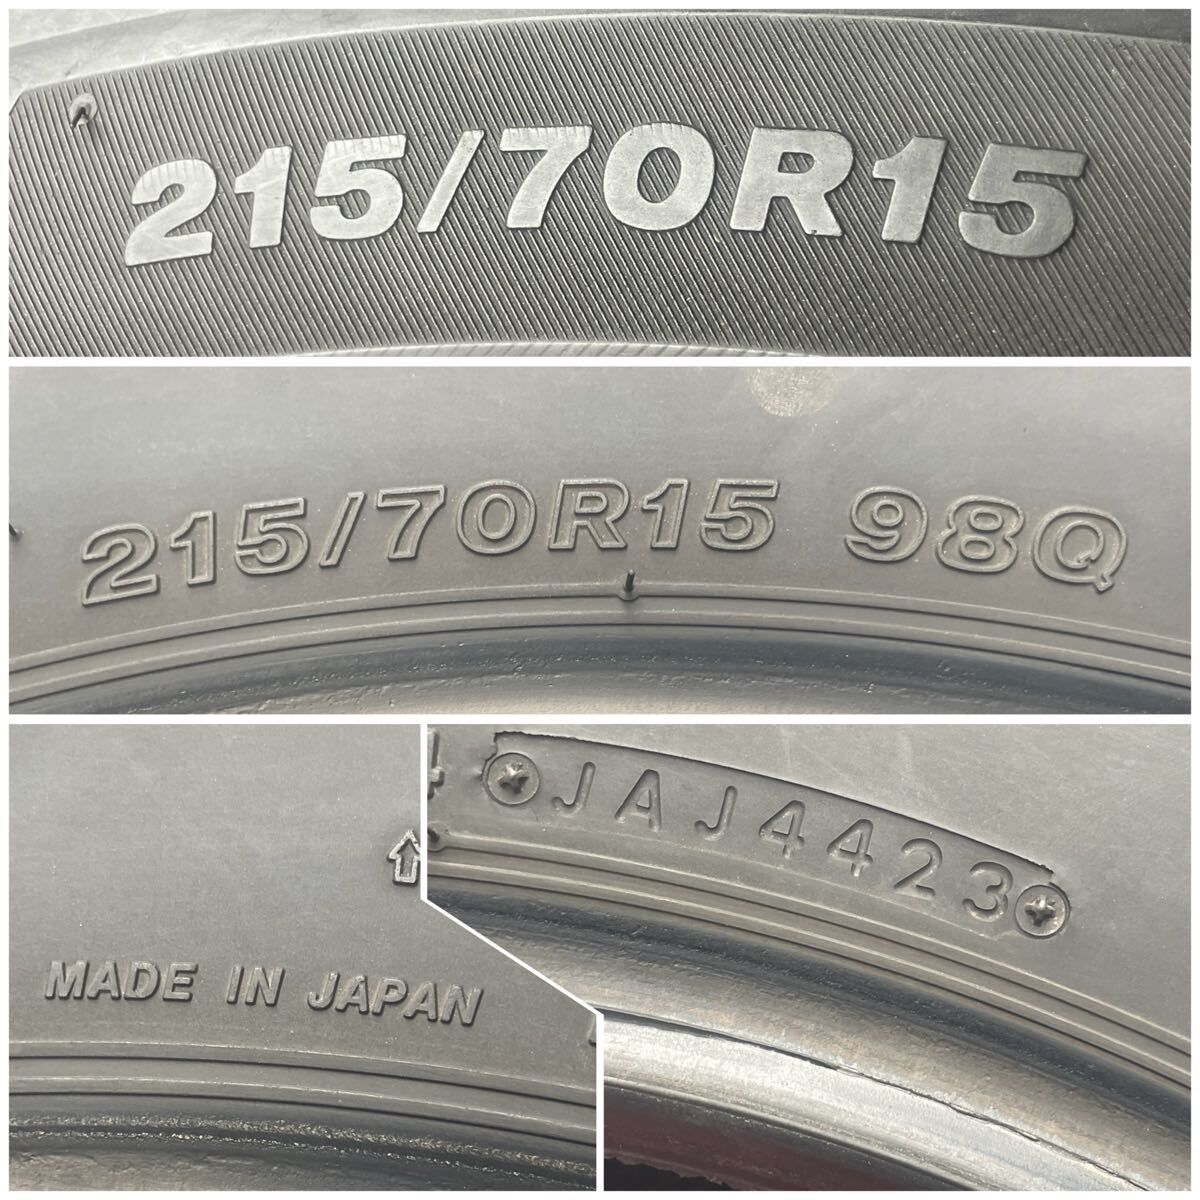 215/70R15
215/70R15 98Q
MADE IN JAPAN
JAJ4423